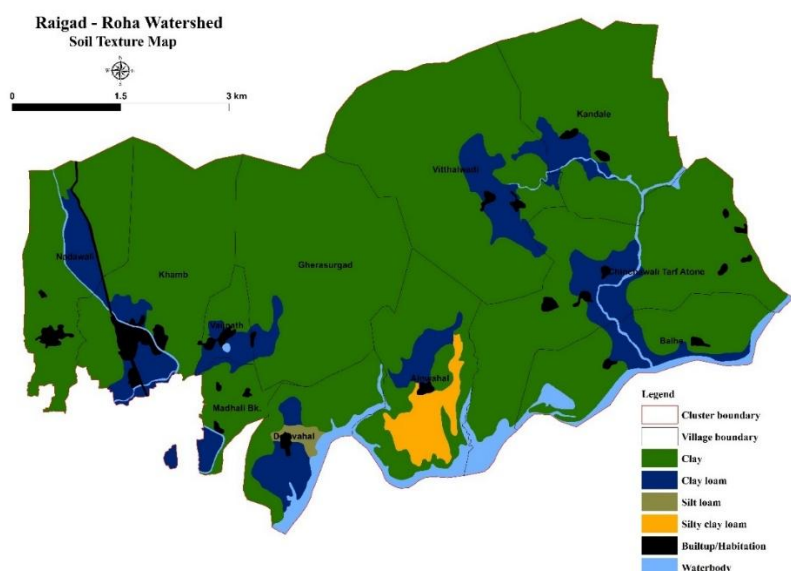 Raigad - Roha Watershed
Soil Texture Map
0 1.5 3 km
Kandale
Vitthalwadi
Nadawali
Khamb
Gherasurgad
Tarf Atone
Balhe
Madhali Bk.
Legend
Cluster boundary
Village boundary
Clay
Clay loam
Silt loam
Silty clay loam
Builtup/Habitation
Waterbody